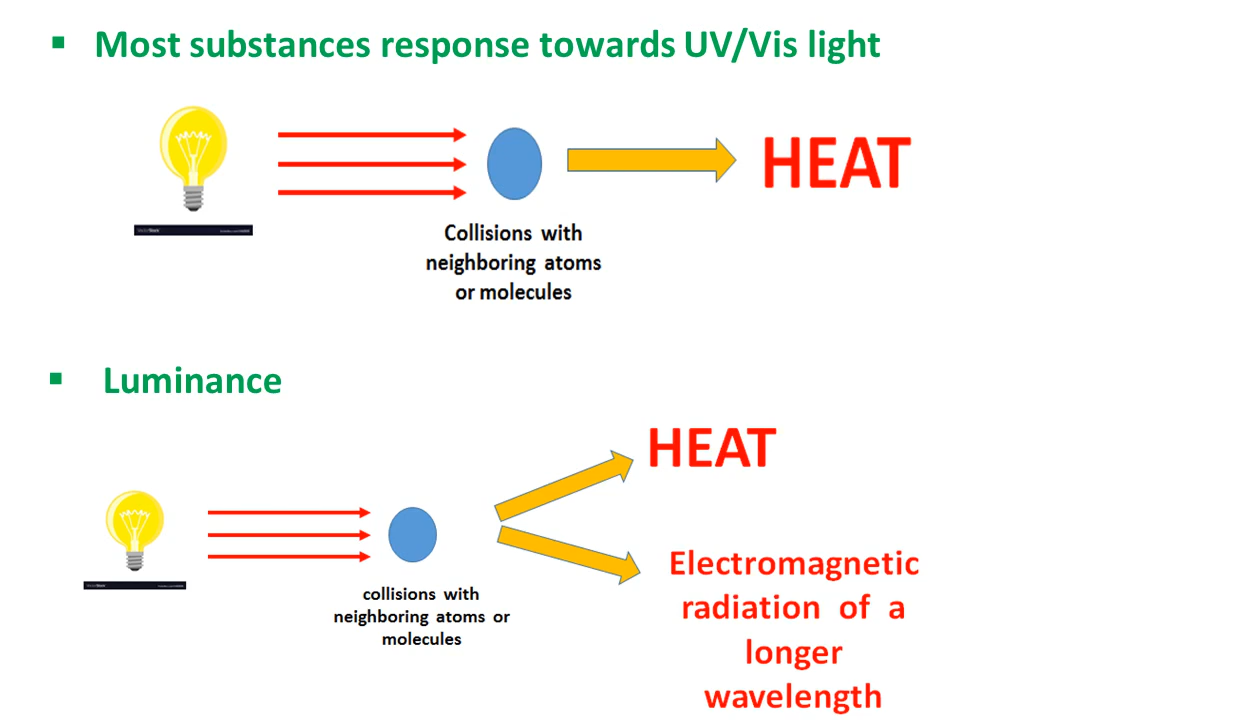 ▪ Most substances response towards UV/Vis light
HEAT
Collisions with
neighboring atoms
or molecules
▪ Luminance
HEAT
collisions with
neighboring atoms or
molecules
Electromagnetic
radiation of a
longer
wavelength